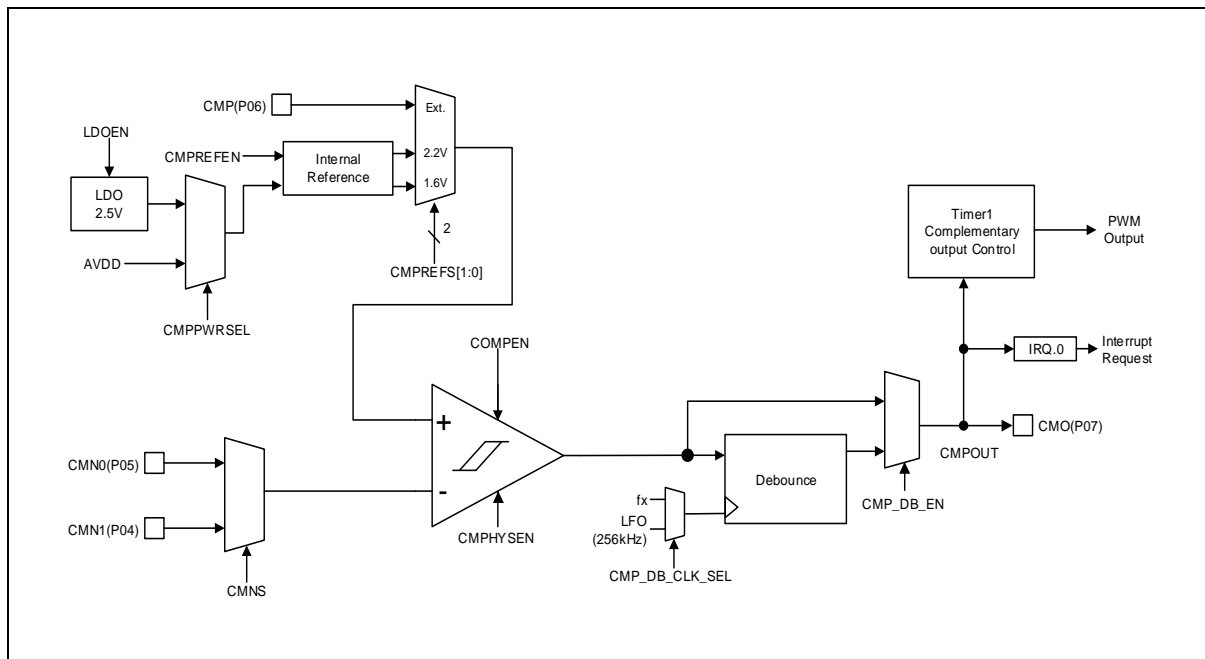 CMP(P06)
Ext.
LDOEN
CMPREFEN
Internal
Reference
2.2V
1.6V
LDO
2.5V
2
AVDD
CMPREFS[1:0]
CMPPWRSEL
Timer1
Complementary
output Control
PWM
Output
COMPEN
IRQ.0
Interrupt
Request
+
CMO(P07)
CMPOUT
CMN0(P05)
-
Debounce
fx
LFO
(256kHz)
CMP_DB_EN
CMN1(P04)
CMPHYSEN
CMP_DB_CLK_SEL
CMNS